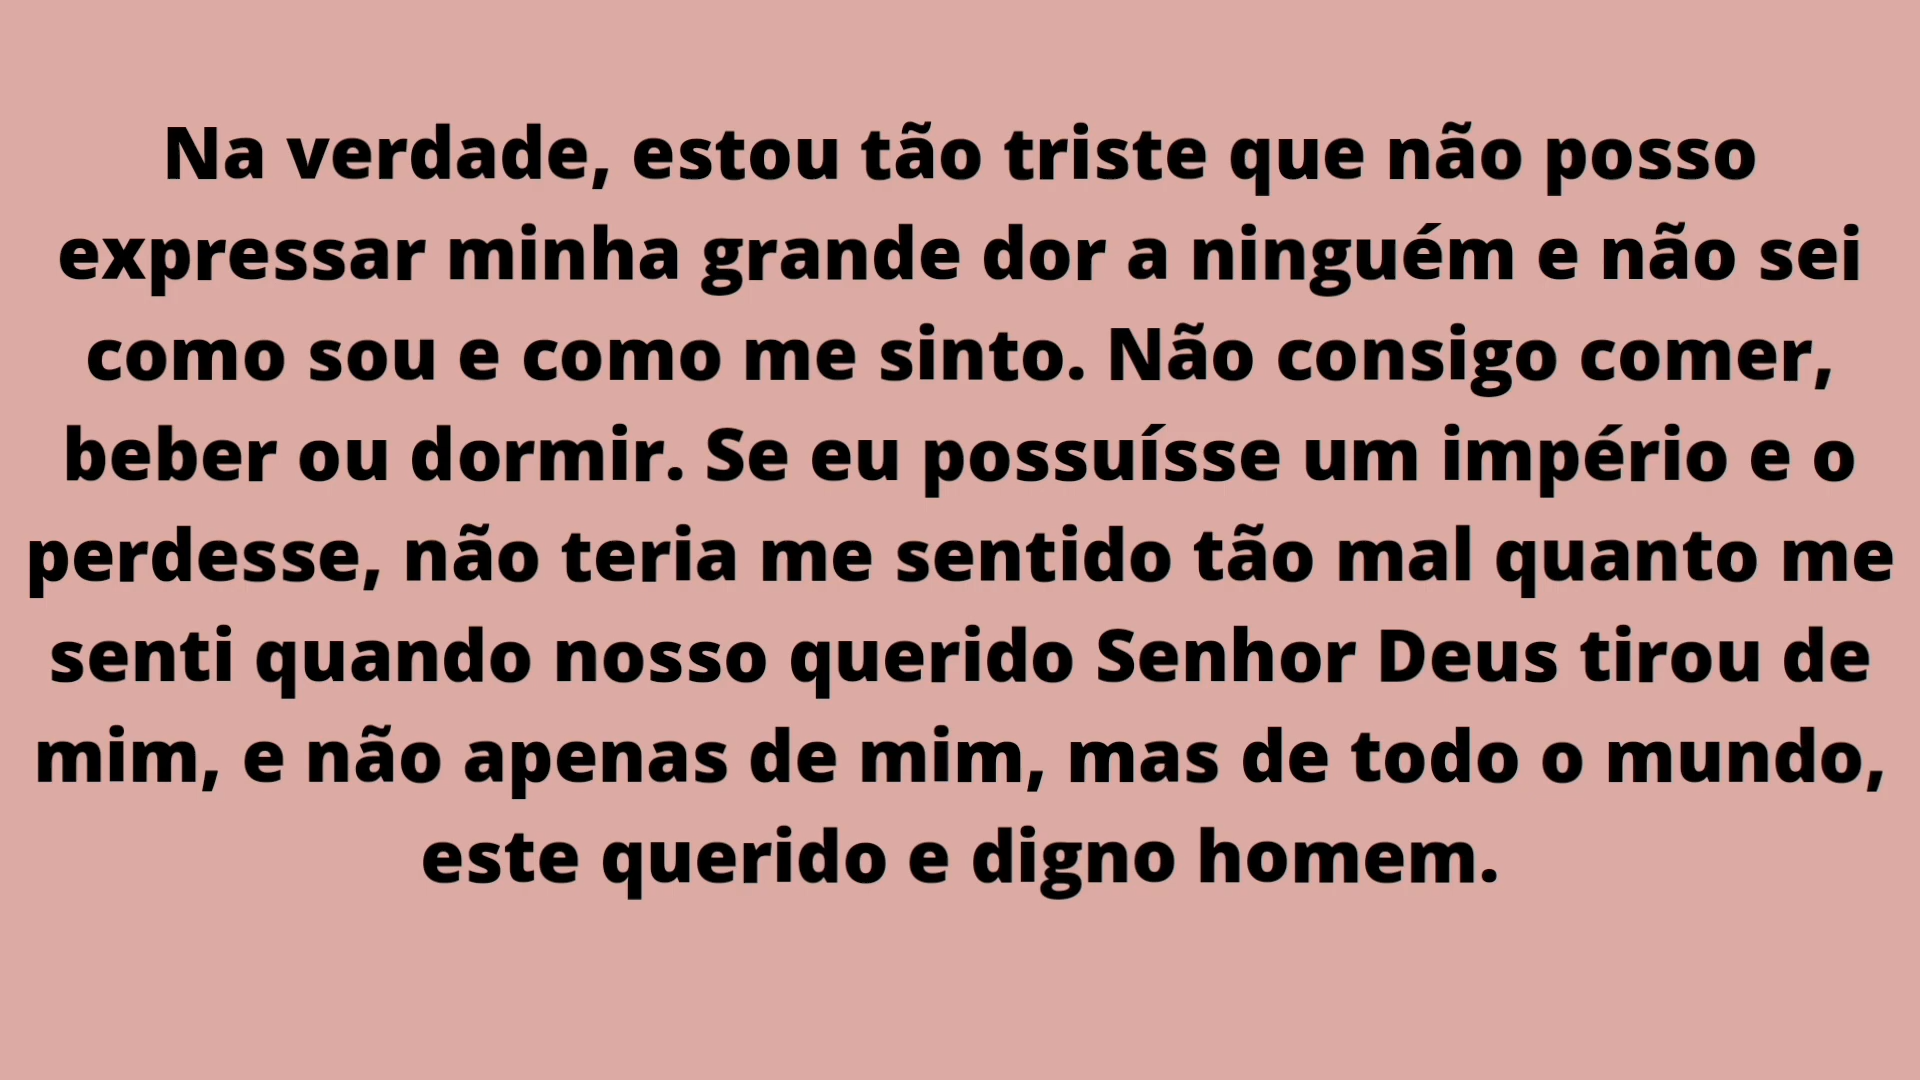 Na verdade, estou tão triste que não posso
expressar minha grande dor a ninguém e não sei
como sou e como me sinto. Não consigo comer,
beber ou dormir. Se eu possuísse um império e o
perdesse, não teria me sentido tão mal quanto me
senti quando nosso querido Senhor Deus tirou de
mim, e não apenas de mim, mas de todo o mundo,
este querido e digno homem.